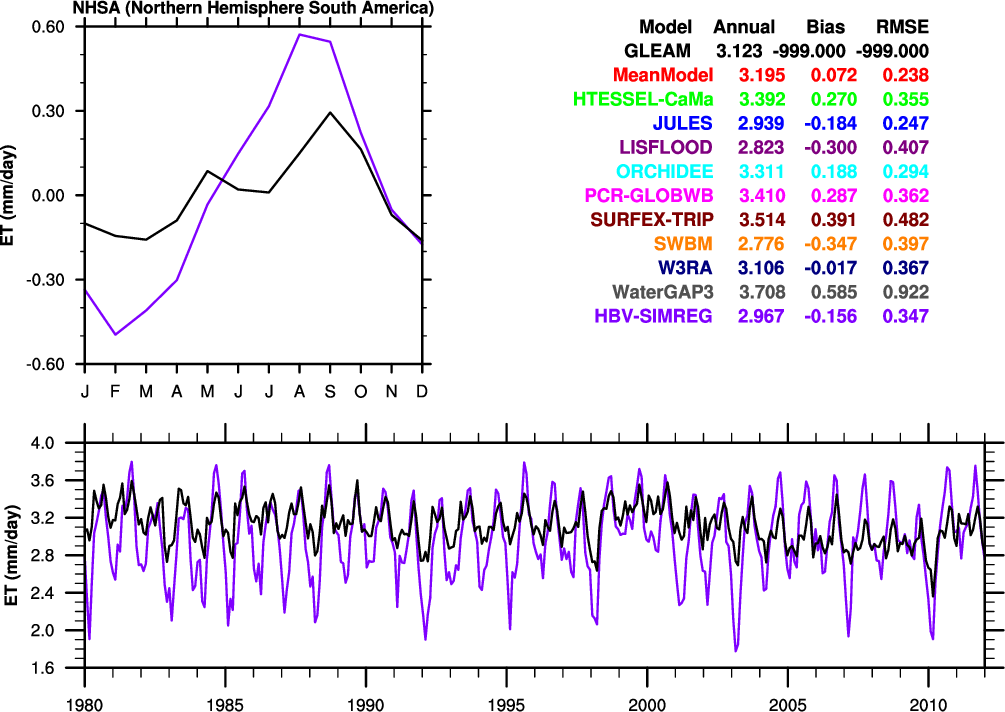 NHSA (Northern Hemisphere South America)
0.60
0.30
0.00
-0.30
-0.60
ET (mm/day)
J F M A M J J A S O N D
Model Annual Bias RMSE
GLEAM 3.123 -999.000 -999.000
MeanModel 3.195 0.072 0.238
HTESSEL-CaMa 3.392 0.270 0.355
JULES 2.939 -0.184 0.247
LISFLOOD 2.823 -0.300 0.407
ORCHIDEE 3.311 0.188 0.294
PCR-GLOBWB 3.410 0.287 0.362
SURFEX-TRIP 3.514 0.391 0.482
SWBM 2.776 -0.347 0.397
W3RA 3.106 -0.017 0.367
WaterGAP3 3.708 0.585 0.922
HBV-SIMREG 2.967 -0.156 0.347
4.0
3.6
3.2
2.8
2.4
2.0
1.6
ET (mm/day)
1980 1985 1990 1995 2000 2005 2010